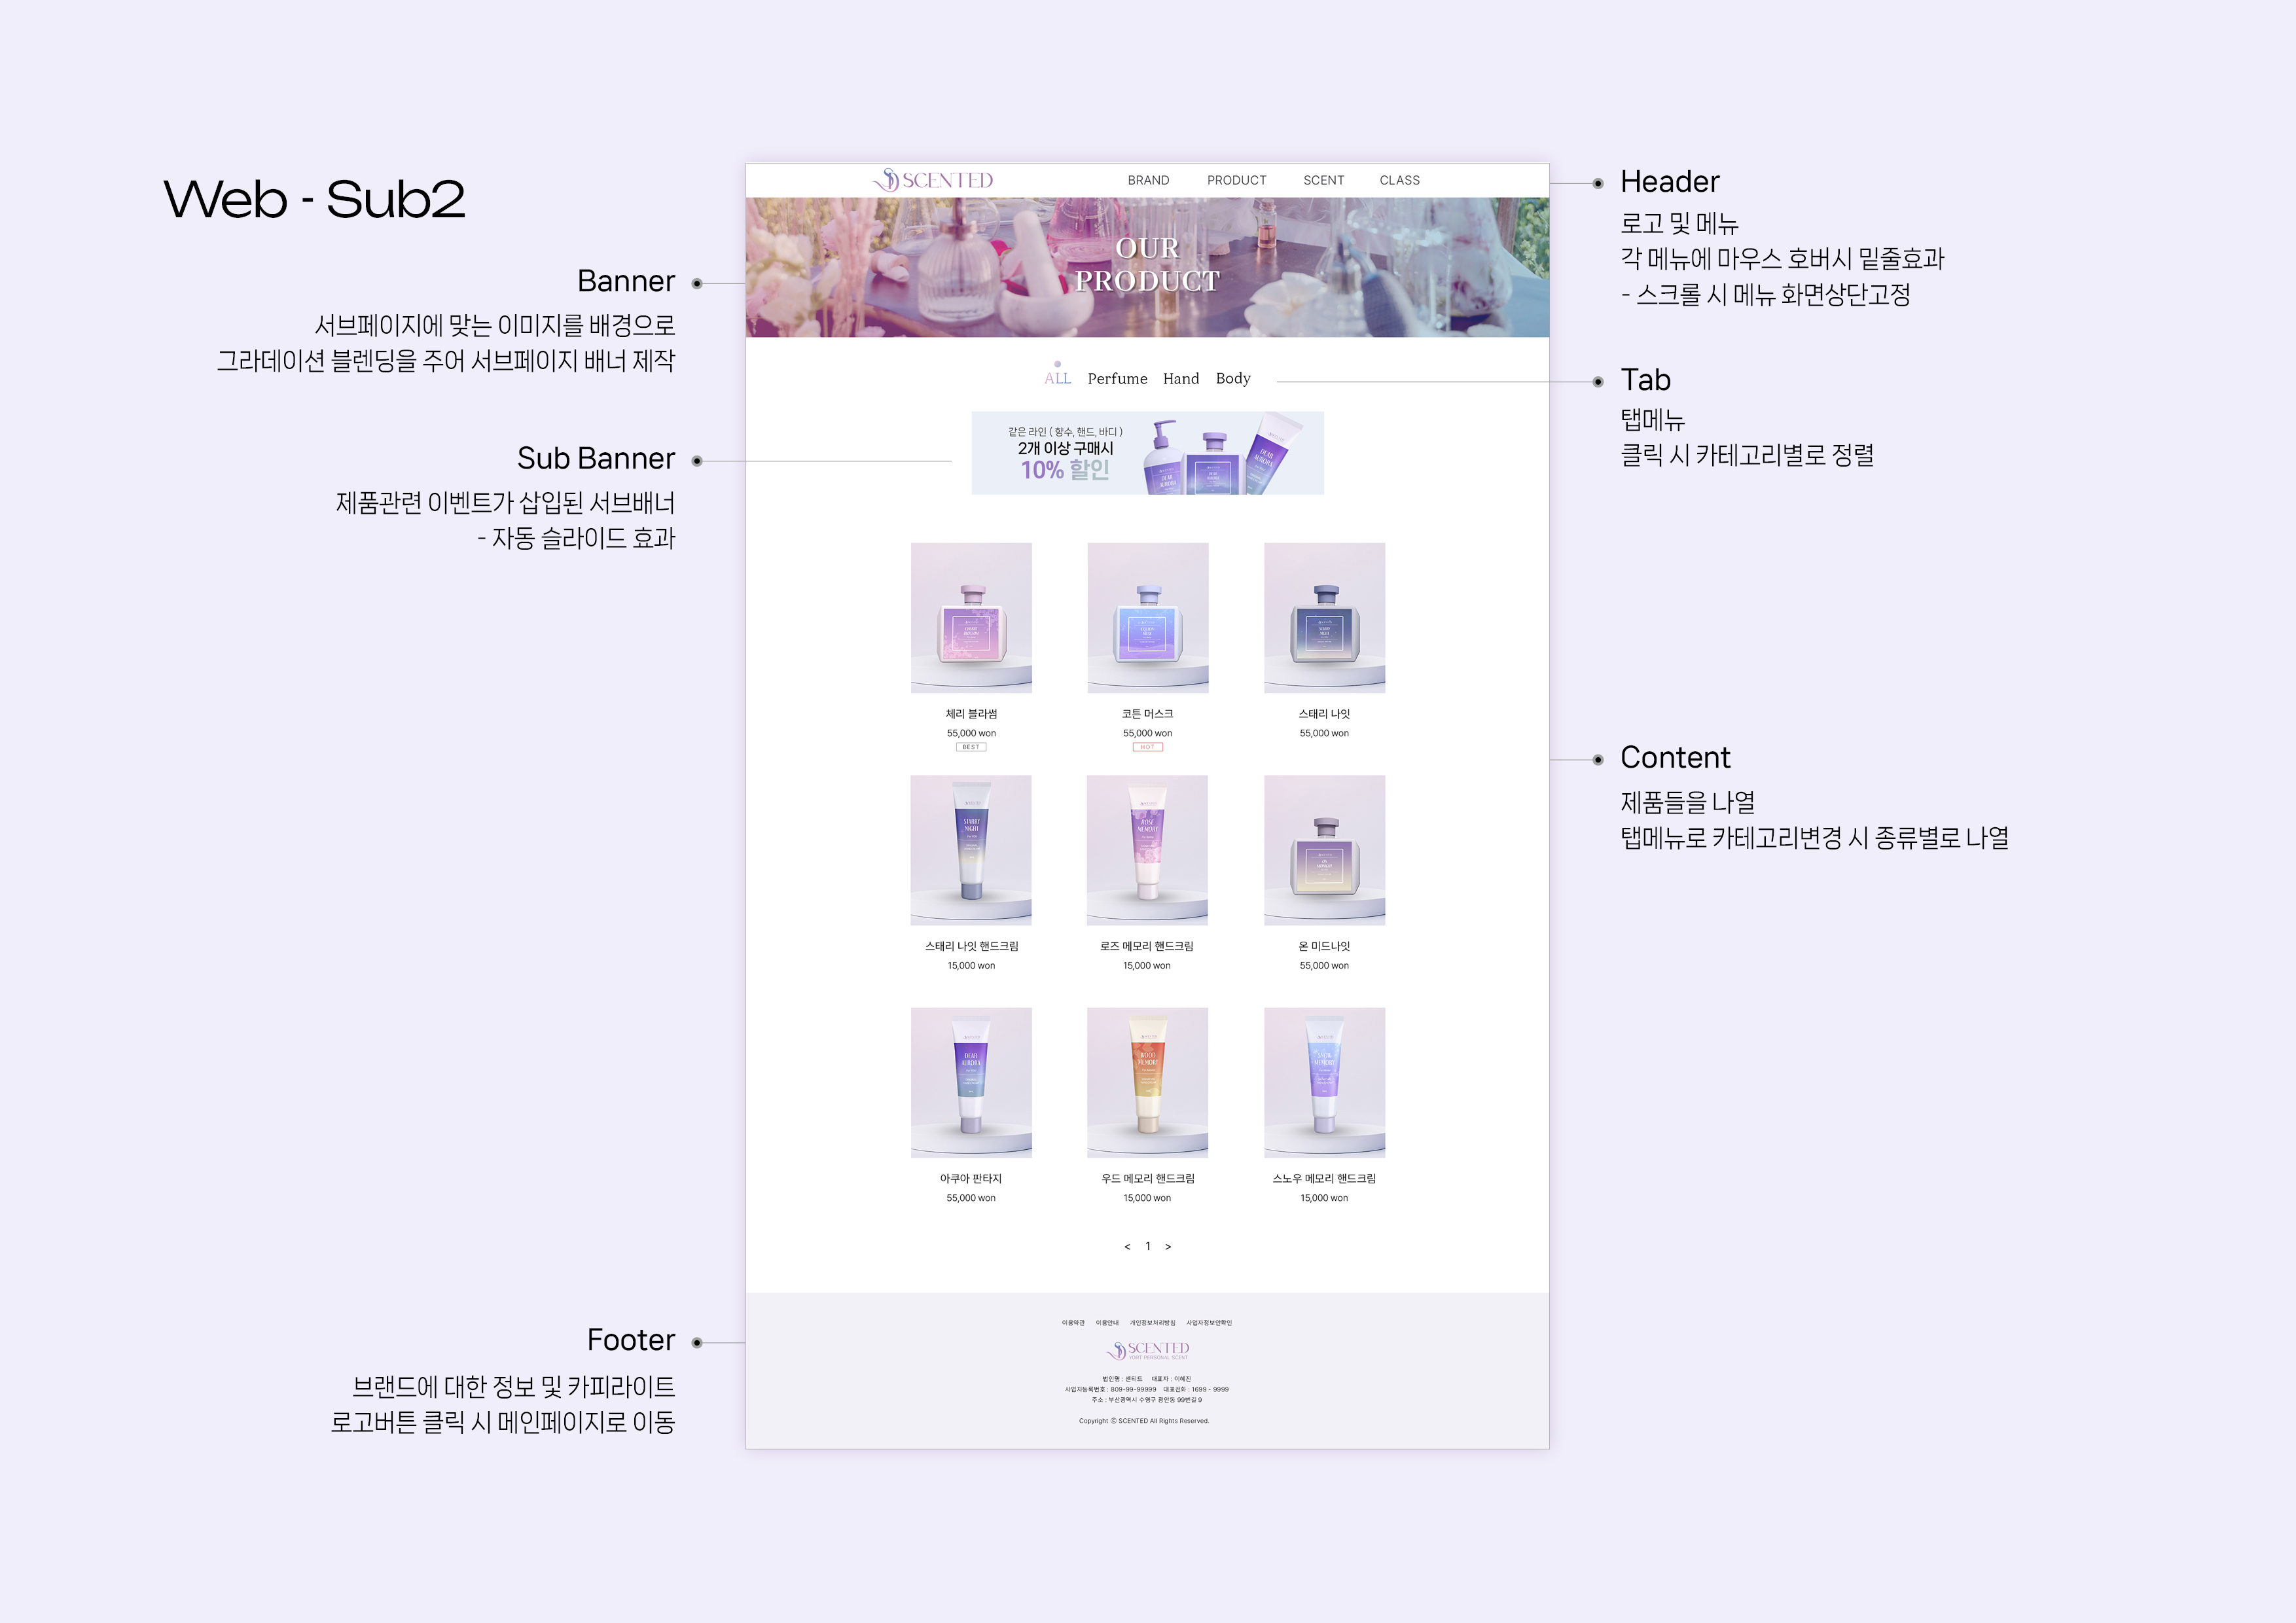 Web - Sub2
Banner
서브페이지에 맞는 이미지를 배경으로
그라데이션 블렌딩을 주어 서브페이지 배너 제작
Sub Banner
제품관련 이벤트가 삽입된 서브배너
- 자동 슬라이드 효과
Footer
브랜드에 대한 정보 및 카피라이트
로고버튼 클릭 시 메인페이지로 이동
SCENTED
BRAND PRODUCT SCENT CLASS
OUR
PRODUCT
ALL Perfume Hand Body
같은 라인 ( 향수, 핸드, 바디 )
2개 이상 구매시
10% 할인
DEAR
AURORA
체리 블라썸
55,000 won
BEST
코튼 머스크
55,000 won
HOT
스태리 나잇
55,000 won
STARRY
NIGHT
스태리 나잇 핸드크림
15,000 won
ROSE
MEMORY
로즈 메모리 핸드크림
15,000 won
온 미드나잇
55,000 won
DEAR
AURORA
아쿠아 판타지
55,000 won
WOOD
MEMORY
우드 메모리 핸드크림
15,000 won
SNOW
MEMORY
스노우 메모리 핸드크림
15,000 won
< 1 >
이용약관 이용안내 개인정보처리방침 사업자정보안확인
SCENTED
YORT PERSONAL SCENT
법인명 : 센티드 대표자 : 이혜진
사업자등록번호 : 809-99-99999 대표전화 : 1699 - 9999
주소 : 부산광역시 수영구 광안동 99번길 9
Copyright ⓒ SCENTED All Rights Reserved.
Header
로고 및 메뉴
각 메뉴에 마우스 호버시 밑줄효과
- 스크롤 시 메뉴 화면상단고정
Tab
탭메뉴
클릭 시 카테고리별로 정렬
Content
제품들을 나열
탭메뉴로 카테고리변경 시 종류별로 나열